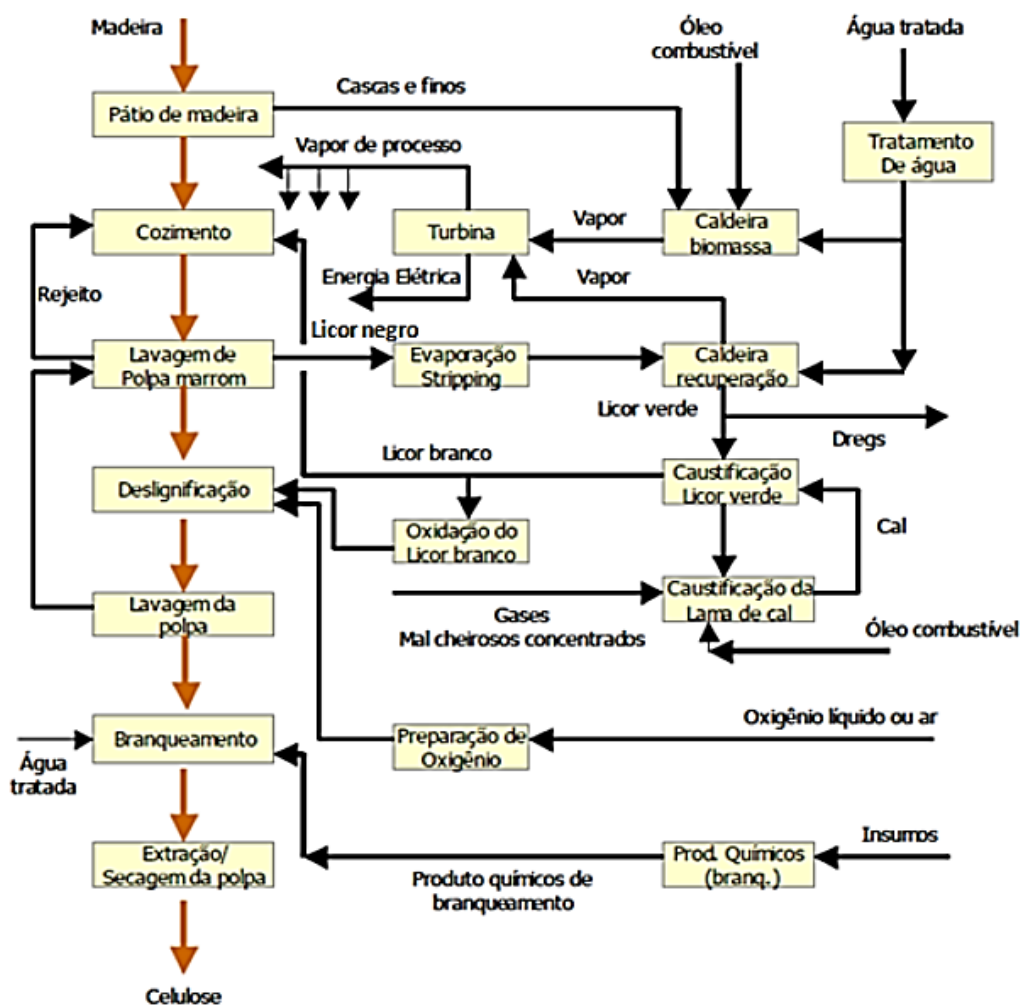 Madeira
Óleo
combustível
Água tratada
Cascas e finos
Pátio de madeira
Tratamento
De água
Vapor de processo
Cozimento
Turbina
Vapor
Caldeira
biomassa
Energia Elétrica
Vapor
Rejeito
Licor negro
Lavagem de
Polpa marrom
Evaporação
Stripping
Caldeira
recuperação
Licor verde
Dregs
Licor branco
Deslignificação
Caustificação
Licor verde
Oxidação do
Licor branco
Cal
Caustificação da
Lama de cal
Lavagem da
polpa
Gases
Mal cheirosos concentrados
Óleo combustível
Oxigênio líquido ou ar
Branqueamento
Preparação de
Oxigênio
Água
tratada
Insumos
Extração/
Secagem da polpa
Prod. Químicos
(branq.)
Produto químicos de
branqueamento
Celulose